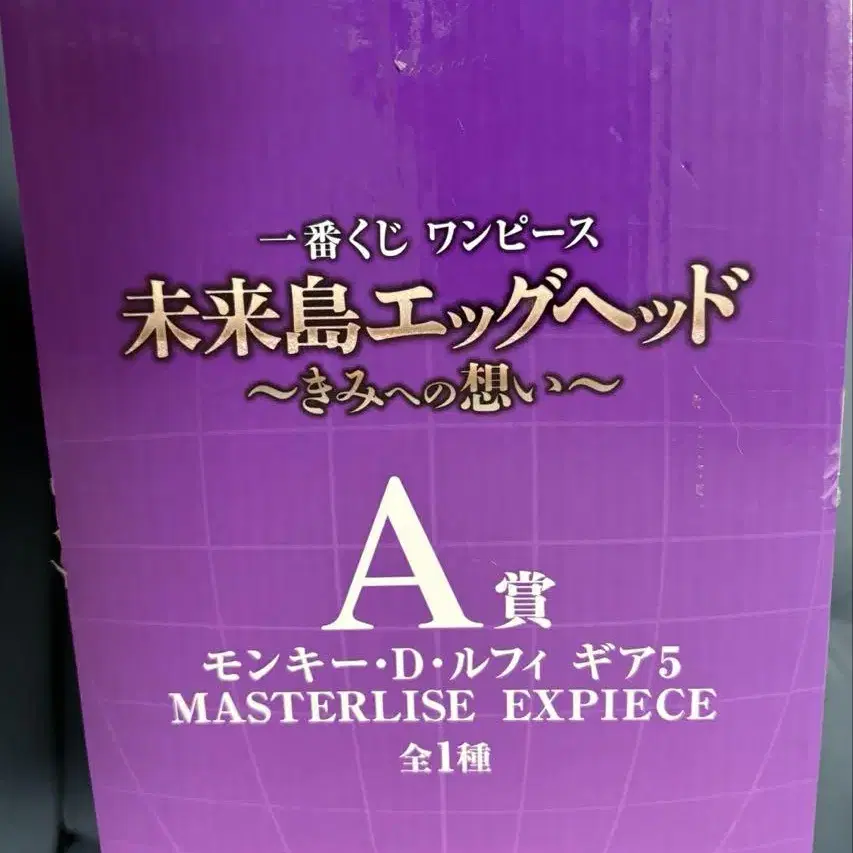 一番くじ ワンピース
未来島エッグヘッド
～きみへの想い～
A賞
モンキー・D・ルフィ ギア5
MASTERLISE EXPIECE
全1種